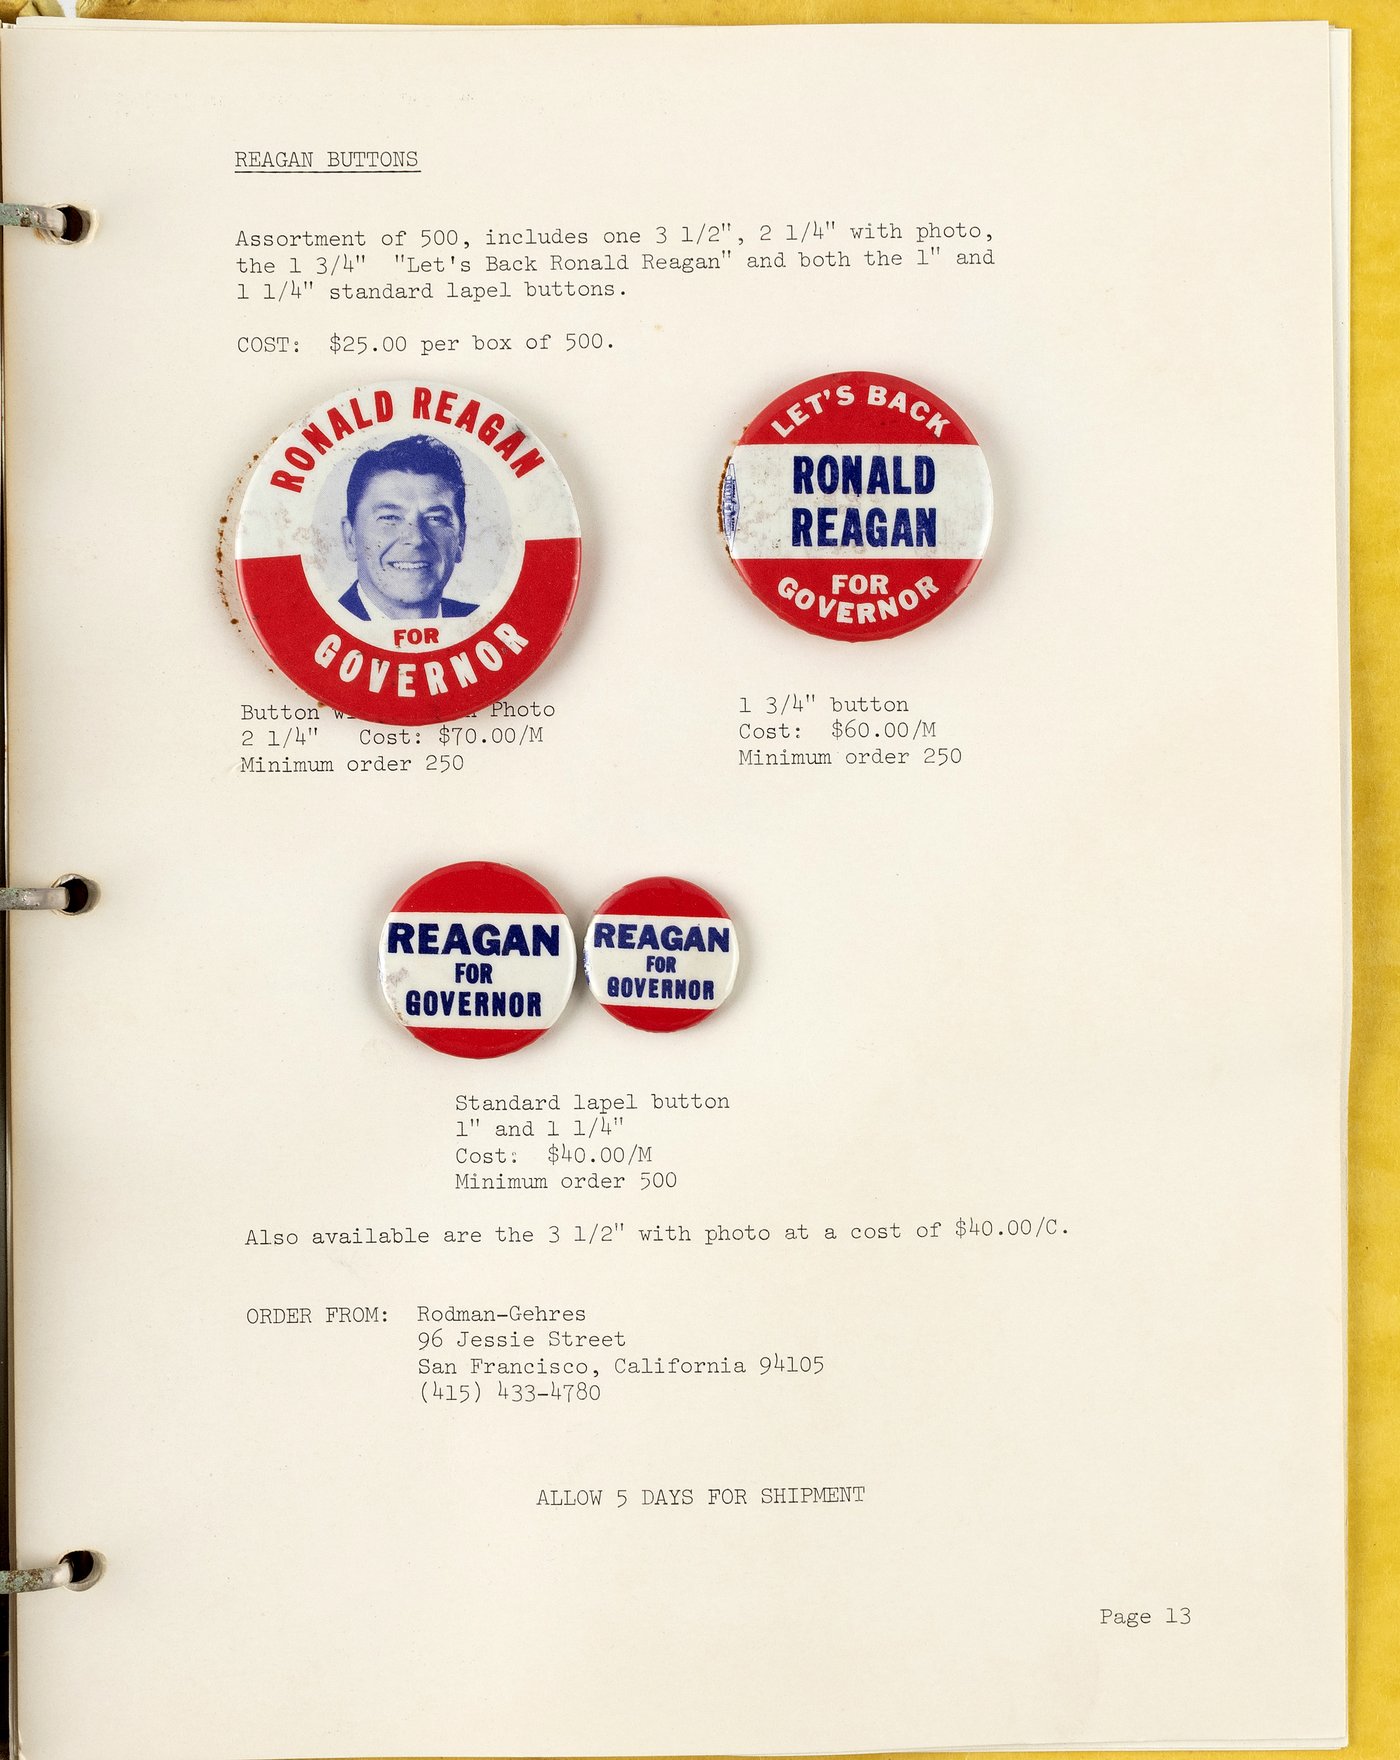 REAGAN BUTTONS
Assortment of 500, includes one 3 1/2", 2 1/4" with photo,
the 1 3/4" "Let's Back Ronald Reagan" and both the 1" and
1 1/4" standard lapel buttons.
COST: $25.00 per box of 500.
RONALD REAGAN
FOR
GOVERNOR
LET'S BACK
RONALD
REAGAN
FOR
GOVERNOR
Button Photo
2 1/4" Cost: $70.00/M
Minimum order 250
1 3/4" button
Cost: $60.00/M
Minimum order 250
REAGAN
FOR
GOVERNOR
REAGAN
FOR
GOVERNOR
Standard lapel button
1" and 1 1/4"
Cost: $40.00/M
Minimum order 500
Also available are the 3 1/2" with photo at a cost of $40.00/C.
ORDER FROM: Rodman-Gehres
96 Jessie Street
San Francisco, California 94105
(415) 433-4780
ALLOW 5 DAYS FOR SHIPMENT
Page 13